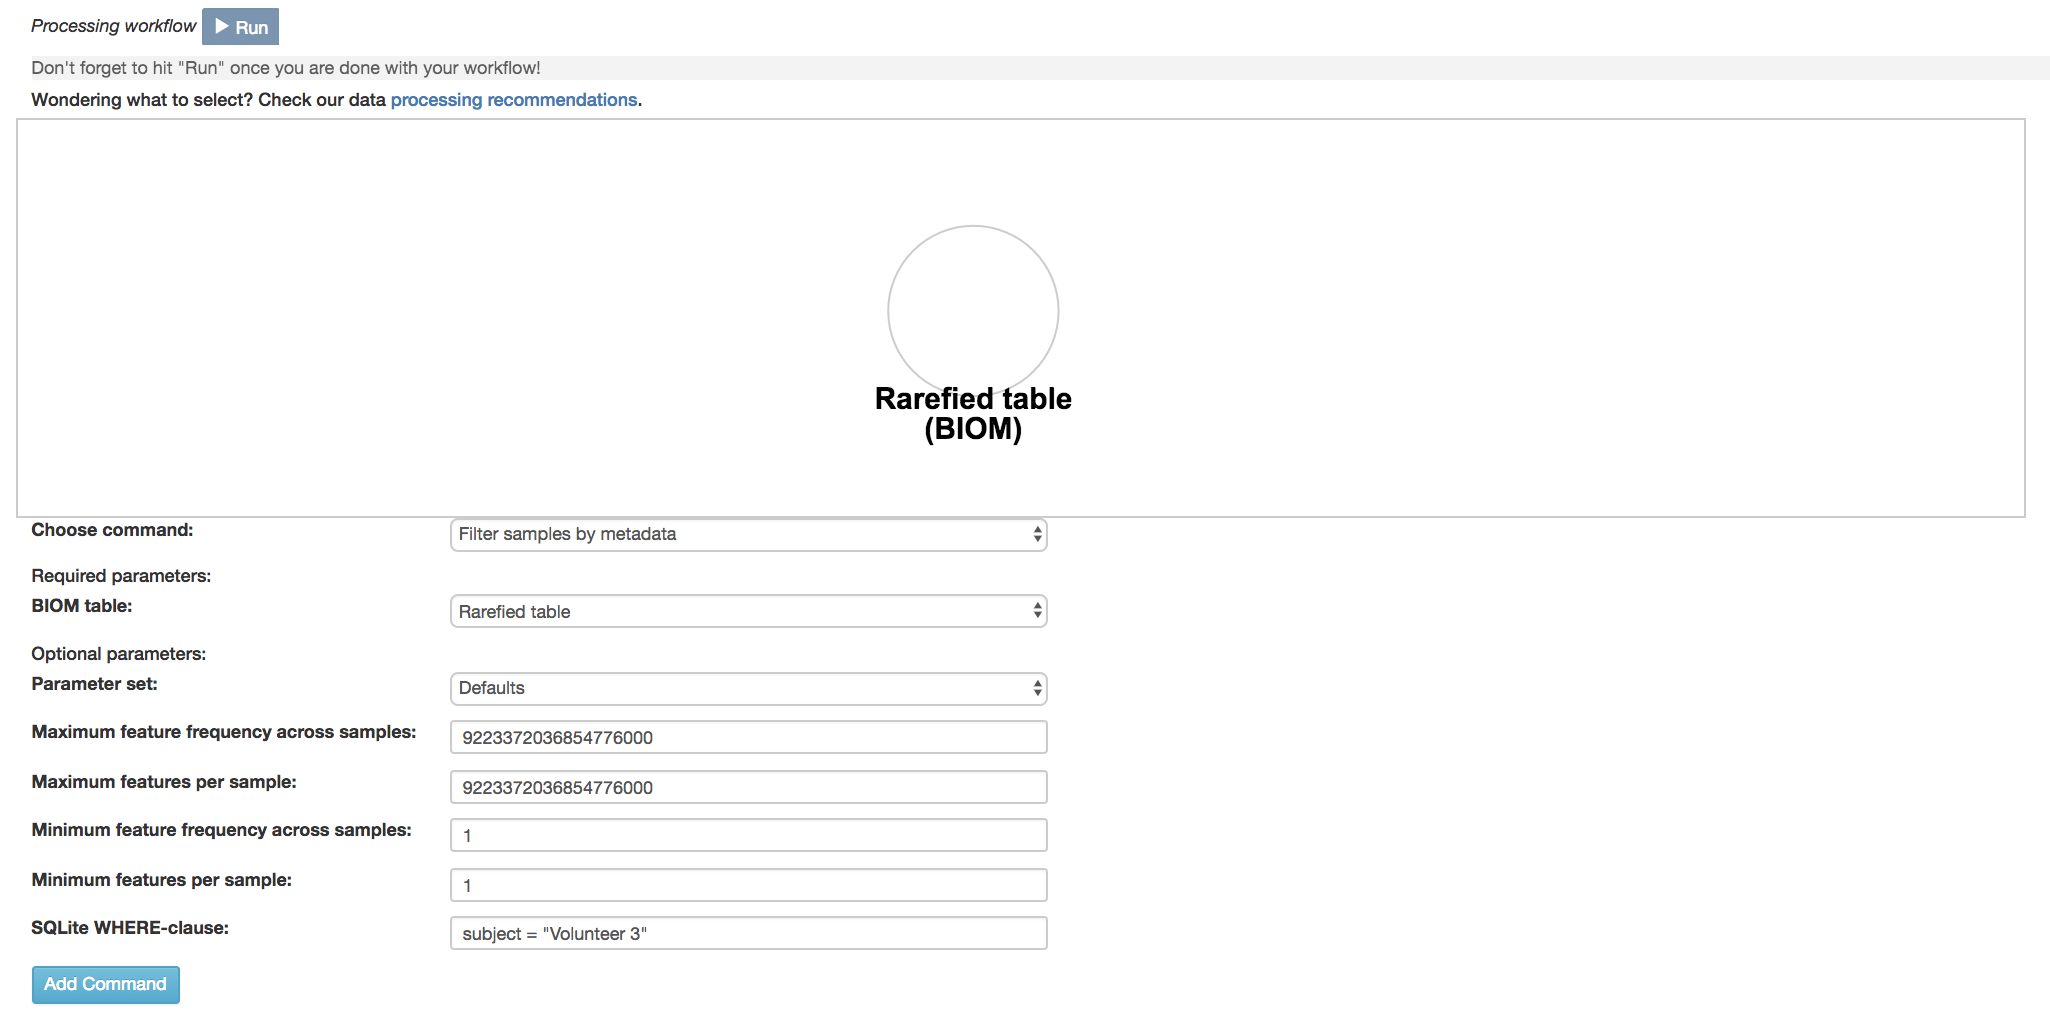 Processing workflow Run
Don't forget to hit "Run" once you are done with your workflow!
Wondering what to select? Check our data processing recommendations.
Rarefied table
(BIOM)
Choose command: Filter samples by metadata
Required parameters:
BIOM table: Rarefied table
Optional parameters:
Parameter set: Defaults
Maximum feature frequency across samples: 9223372036854776000
Maximum features per sample: 9223372036854776000
Minimum feature frequency across samples: 1
Minimum features per sample: 1
SQLite WHERE-clause: subject = "Volunteer 3"
Add Command